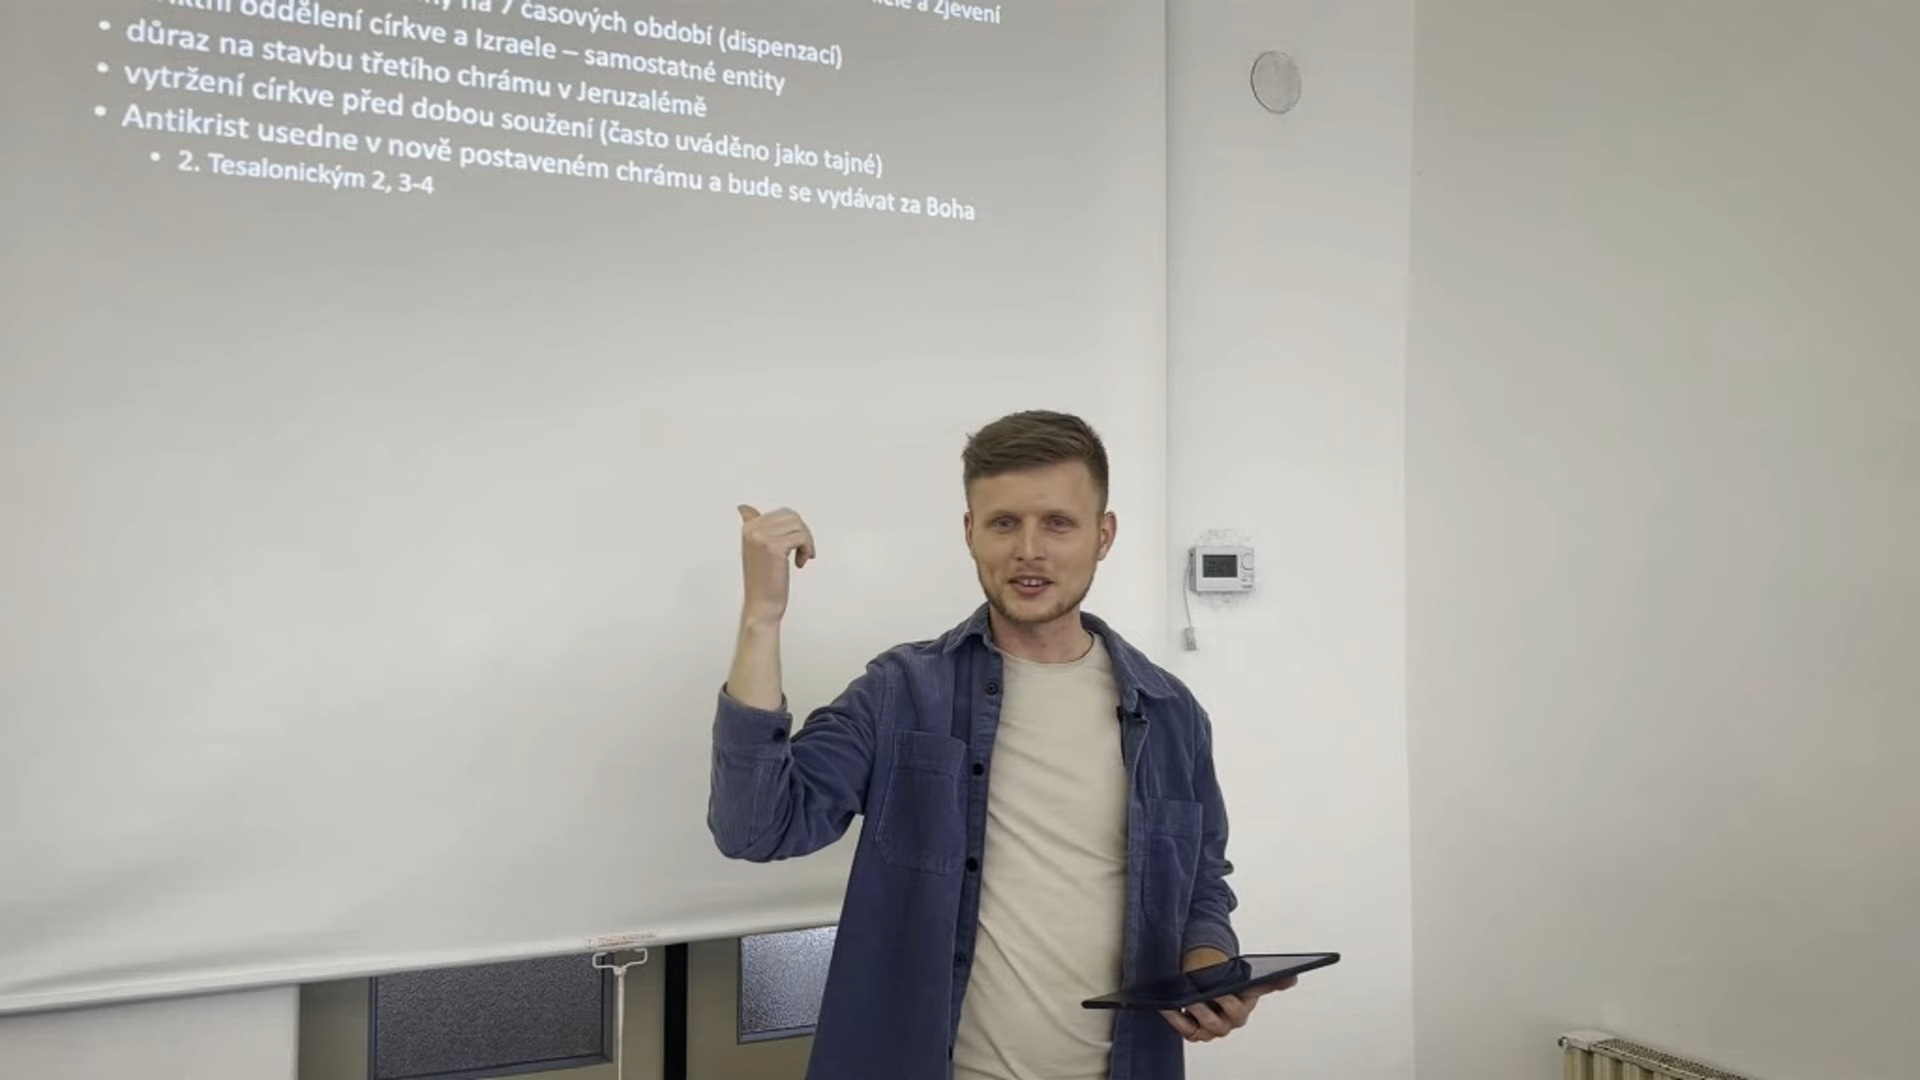 a Zjevení
na 7 časových období (dispenzací)
oddělení církve a Izraele – samostatné entity
• důraz na stavbu třetího chrámu v Jeruzalémě
• vytržení církve před dobou soužení (často uváděno jako tajné)
• Antikrist usedne v nově postaveném chrámu a bude se vydávat za Boha
• 2. Tesalonickým 2, 3-4